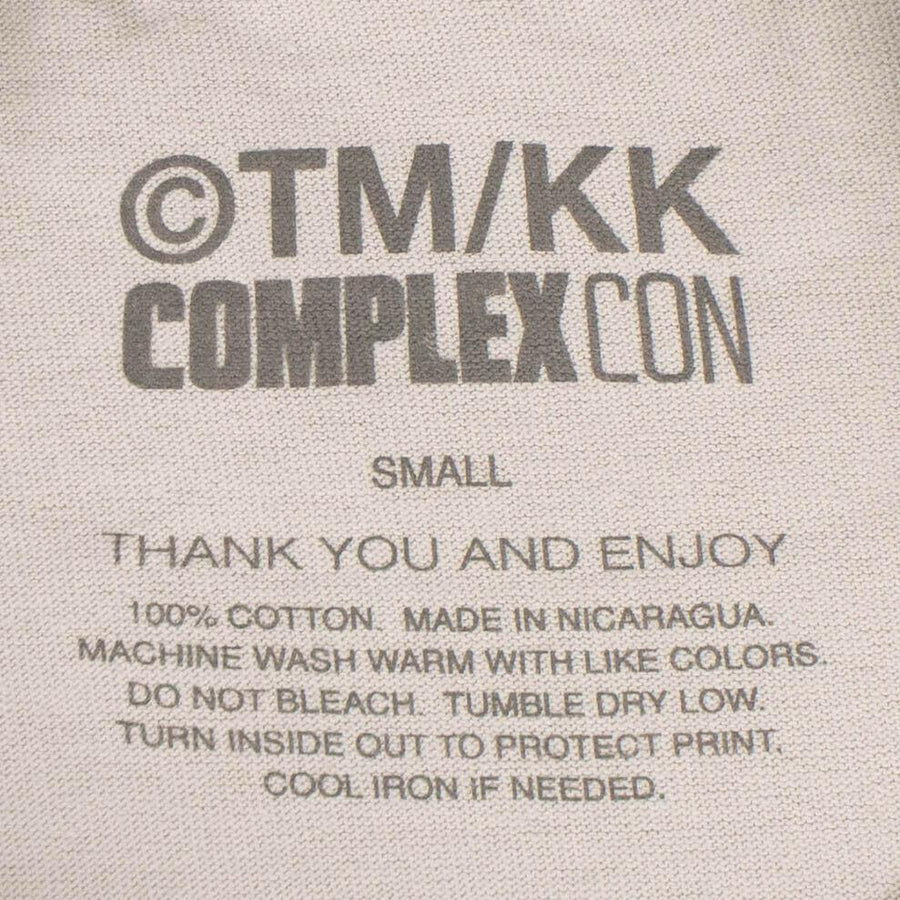 ©TM/KK
COMPLEXCON
SMALL
THANK YOU AND ENJOY
100% COTTON. MADE IN NICARAGUA.
MACHINE WASH WARM WITH LIKE COLORS.
DO NOT BLEACH. TUMBLE DRY LOW.
TURN INSIDE OUT TO PROTECT PRINT.
COOL IRON IF NEEDED.